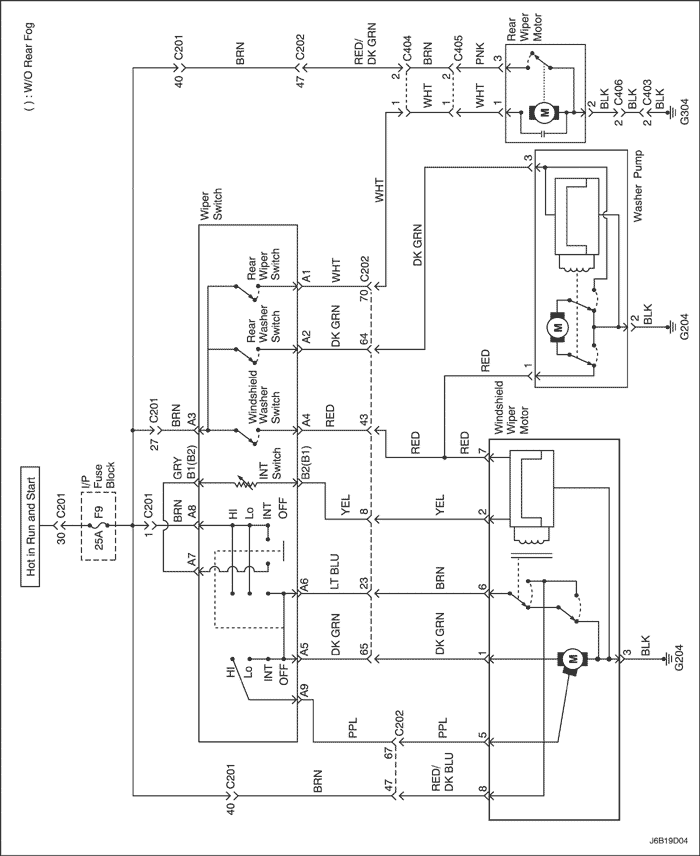 ( ) : W/O Rear Fog
Hot in Run and Start
30
C201
I/P
Fuse
Block
25A
F9
40
C201
BRN
47
C202
RED/
DK GRN
2
C404
BRN
2
C405
PNK
3
Rear
Wiper
Motor
M
1
WHT
1
WHT
1
2
BLK
2
C406
BLK
2
C403
BLK
G304
27
C201
BRN
A3
Wiper
Switch
Rear
Wiper
Switch
A1
WHT
70
C202
WHT
Rear
Washer
Switch
A2
DK GRN
64
DK GRN
3
Washer Pump
M
Windshield
Washer
Switch
A4
RED
43
RED
RED
RED
1
2
BLK
G204
GRY
B1(B2)
INT
Switch
B2(B1)
YEL
8
YEL
2
7
Windshield
Wiper
Motor
1
C201
BRN
A8
A7
HI
Lo
INT
OFF
A6
LT BLU
23
BRN
6
HI
Lo
INT
OFF
A5
DK GRN
65
DK GRN
1
M
3
BLK
G204
A9
PPL
67
C202
PPL
5
40
C201
BRN
47
RED/
DK BLU
8
J6B19D04